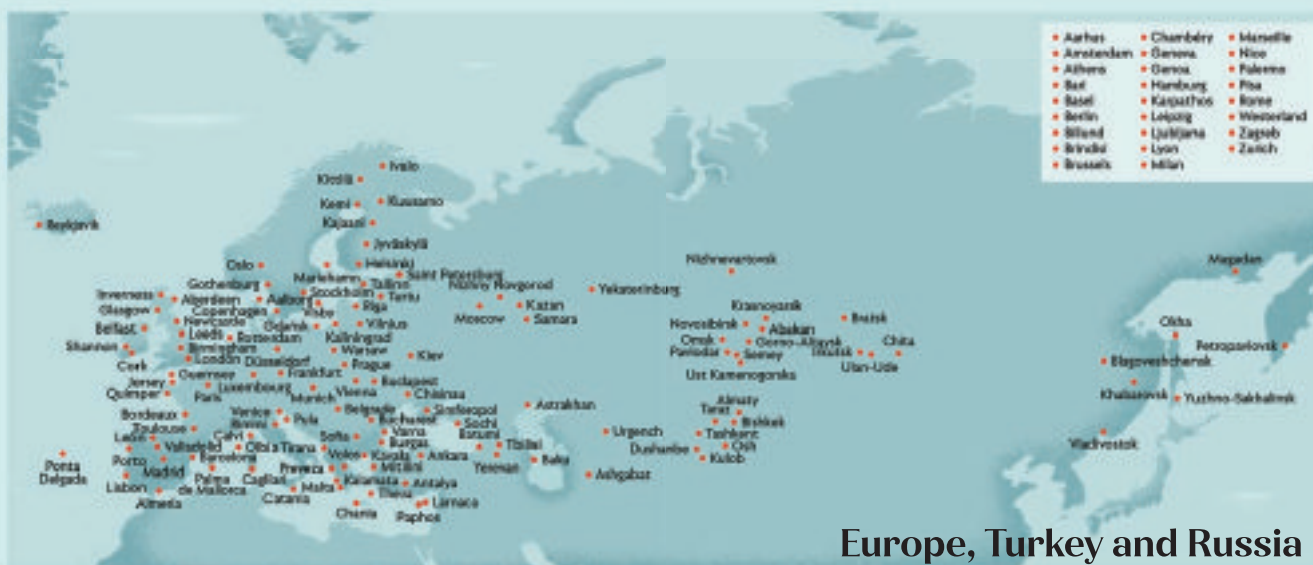 Aarhus
Amsterdam
Athens
Bari
Basel
Berlin
Billund
Brindisi
Brussels
Chambéry
Geneva
Genoa
Hamburg
Karpathos
Leipzig
Ljubljana
Lyon
Milan
Marseille
Nice
Palermo
Pisa
Rome
Westerland
Zagreb
Zurich
Ivalo
Kittilä
Kemi
Kuusamo
Kajaani
Reykjavik
Jyväskylä
Oslo
Helsinki
Mariehamn
Saint Petersburg
Gothenburg
Tallinn
Nizhny Novgorod
Yekaterinburg
Nizhnevartovsk
Magadan
Inverness
Aberdeen
Aalborg
Stockholm
Tartu
Glasgow
Copenhagen
Visby
Riga
Kazan
Moscow
Samara
Krasnoyarsk
Bratsk
Belfast
Newcastle
Gdansk
Vilnius
Novosibirsk
Abakan
Okha
Leeds
Rotterdam
Kaliningrad
Omsk
Gorno-Altaysk
Chita
Shannon
Birmingham
Warsaw
Pavlodar
Semey
Irkutsk
Petropavlovsk
Cork
London
Düsseldorf
Prague
Kiev
Ulan-Ude
Blagoveshchensk
Guernsey
Frankfurt
Ust Kamenogorsk
Jersey
Luxembourg
Budapest
Quimper
Paris
Munich
Vienna
Chisinau
Khabarovsk
Yuzhno-Sakhalinsk
Bordeaux
Venice
Pula
Belgrade
Simferopol
Astrakhan
Almaty
Taraz
Toulouse
Rimini
Bucharest
Sochi
Bishkek
León
Calvi
Sofia
Varna
Batumi
Urgench
Tashkent
Vladivostok
Valladolid
Olbia
Tirana
Burgas
Tbilisi
Dushanbe
Osh
Porto
Barcelona
Volos
Kavala
Ankara
Baku
Kulob
Ponta
Delgada
Madrid
Palma
de Mallorca
Cagliari
Preveza
Mitilini
Yerevan
Ashgabat
Lisbon
Malta
Kalamata
Antalya
Almeria
Catania
Thira
Larnaca
Chania
Paphos
Europe, Turkey and Russia